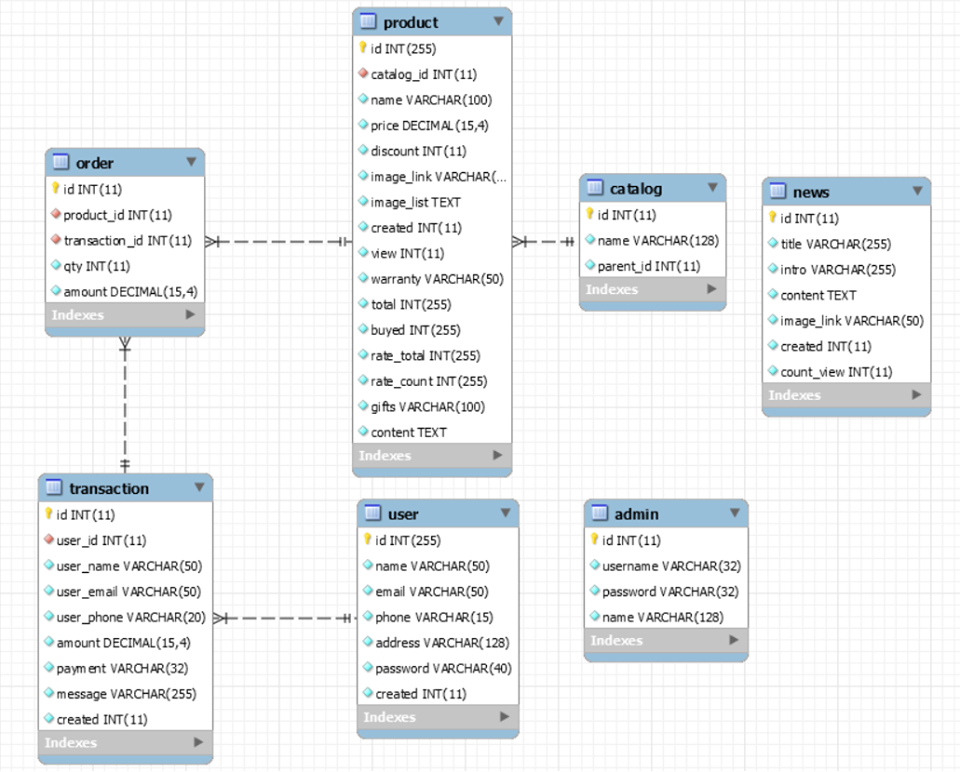 product
id INT(255)
catalog_id INT(11)
name VARCHAR(100)
price DECIMAL(15,4)
discount INT(11)
image_link VARCHAR(...
image_list TEXT
created INT(11)
view INT(11)
warranty VARCHAR(50)
total INT(255)
buyed INT(255)
rate_total INT(255)
rate_count INT(255)
gifts VARCHAR(100)
content TEXT
Indexes
order
id INT(11)
product_id INT(11)
transaction_id INT(11)
qty INT(11)
amount DECIMAL(15,4)
Indexes
catalog
id INT(11)
name VARCHAR(128)
parent_id INT(11)
Indexes
news
id INT(11)
title VARCHAR(255)
intro VARCHAR(255)
content TEXT
image_link VARCHAR(50)
created INT(11)
count_view INT(11)
Indexes
transaction
id INT(11)
user_id INT(11)
user_name VARCHAR(50)
user_email VARCHAR(50)
user_phone VARCHAR(20)
amount DECIMAL(15,4)
payment VARCHAR(32)
message VARCHAR(255)
created INT(11)
Indexes
user
id INT(255)
name VARCHAR(50)
email VARCHAR(50)
phone VARCHAR(15)
address VARCHAR(128)
password VARCHAR(40)
created INT(11)
Indexes
admin
id INT(11)
username VARCHAR(32)
password VARCHAR(32)
name VARCHAR(128)
Indexes